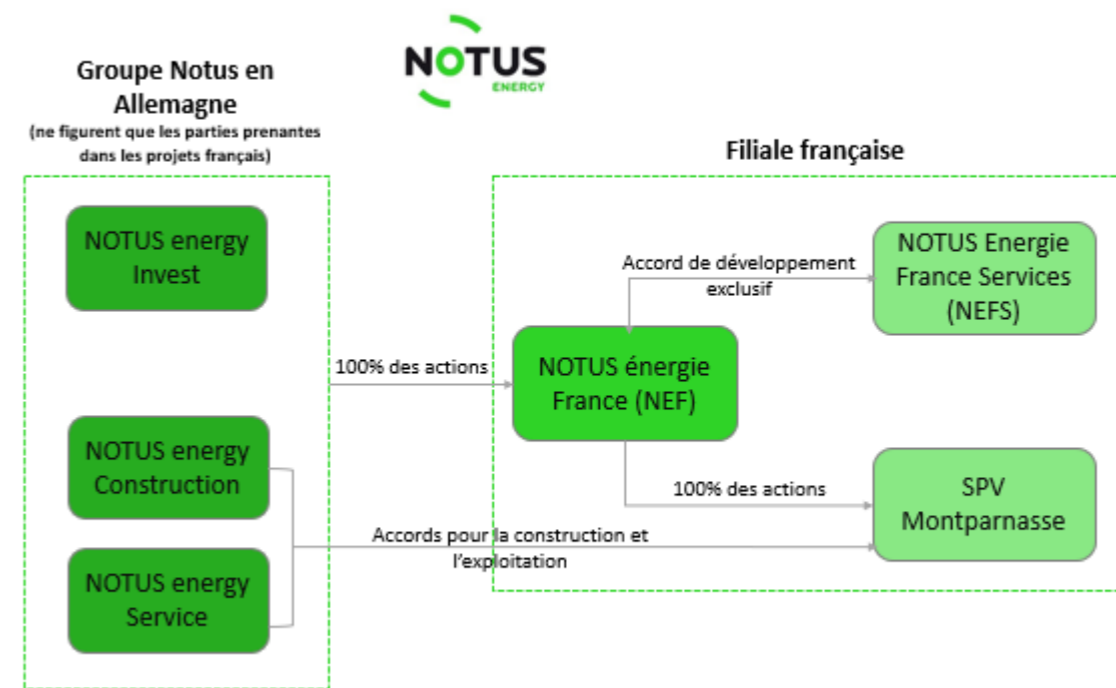 NOTUS
ENERGY
Groupe Notus en
Allemagne
(ne figurent que les parties prenantes
dans les projets français)
NOTUS energy
Invest
NOTUS energy
Construction
NOTUS energy
Service
100% des actions
Accords pour la construction et
l'exploitation
Filiale française
Accord de développement
exclusif
NOTUS énergie
France (NEF)
100% des actions
NOTUS Energie
France Services
(NEFS)
SPV
Montparnasse